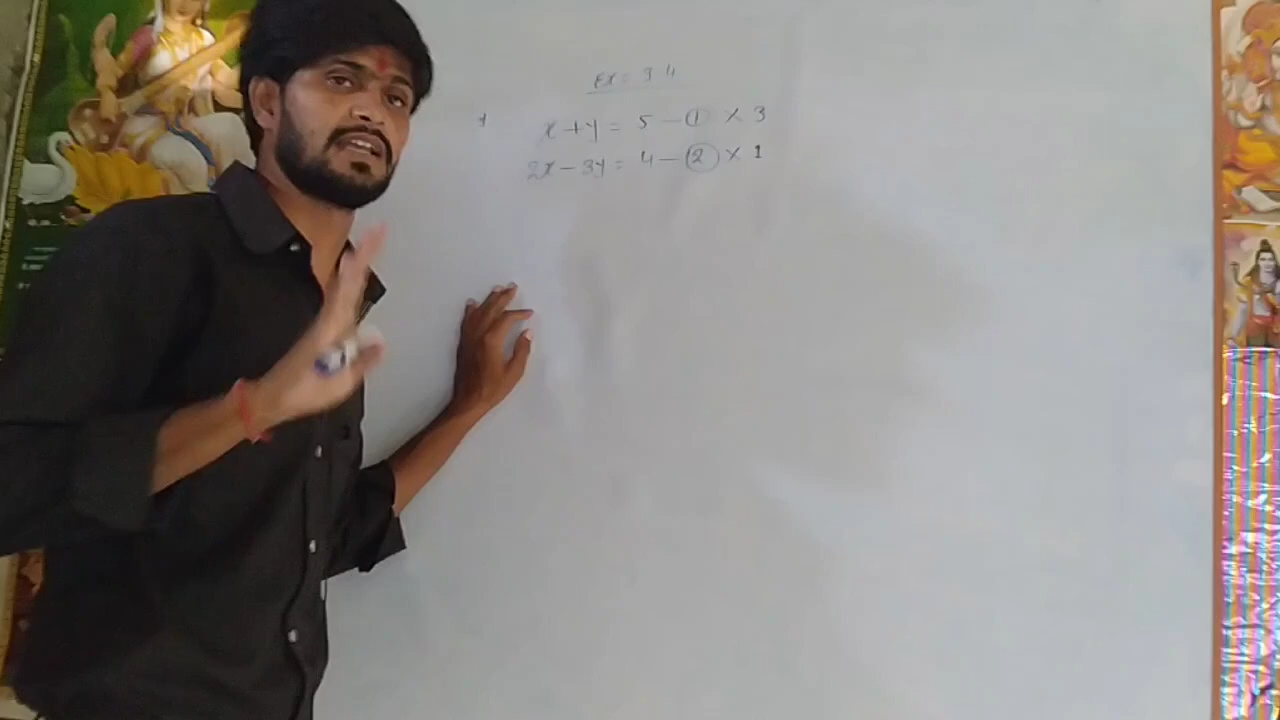 Ex = 3.4
x + y = 5 — ① × 3
2x − 3y = 4 — ② × 1